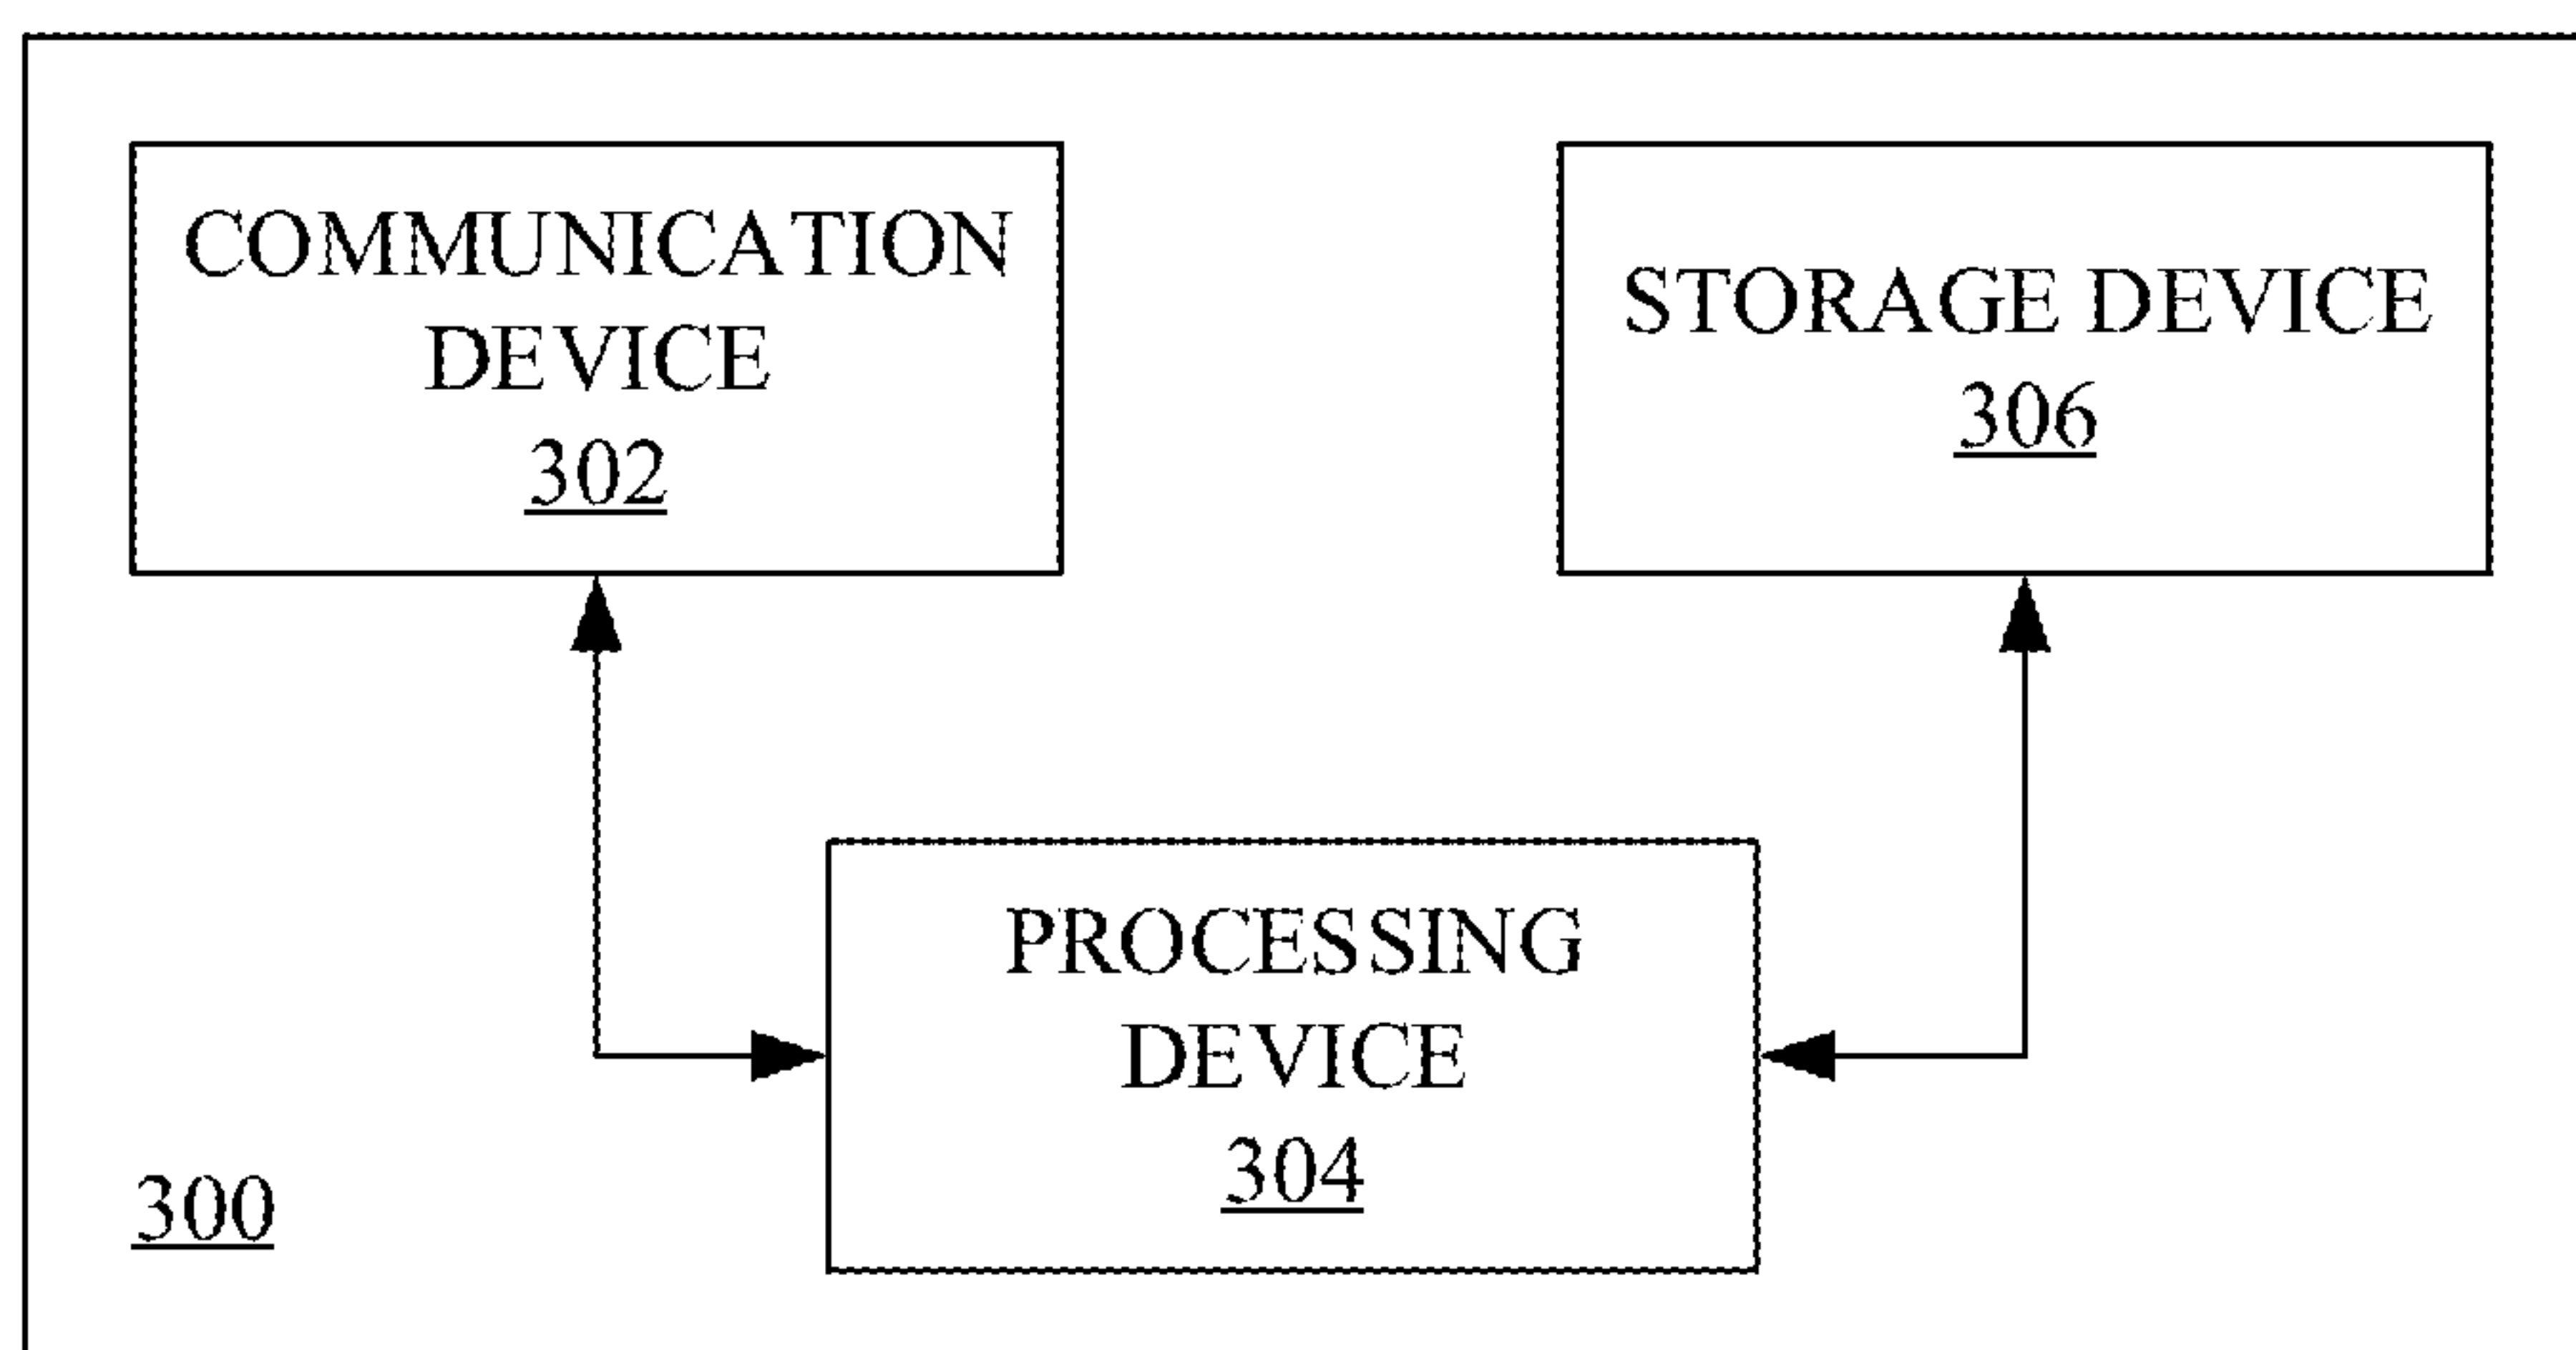 COMMUNICATION
DEVICE
302
STORAGE DEVICE
306
PROCESSING
DEVICE
304
300